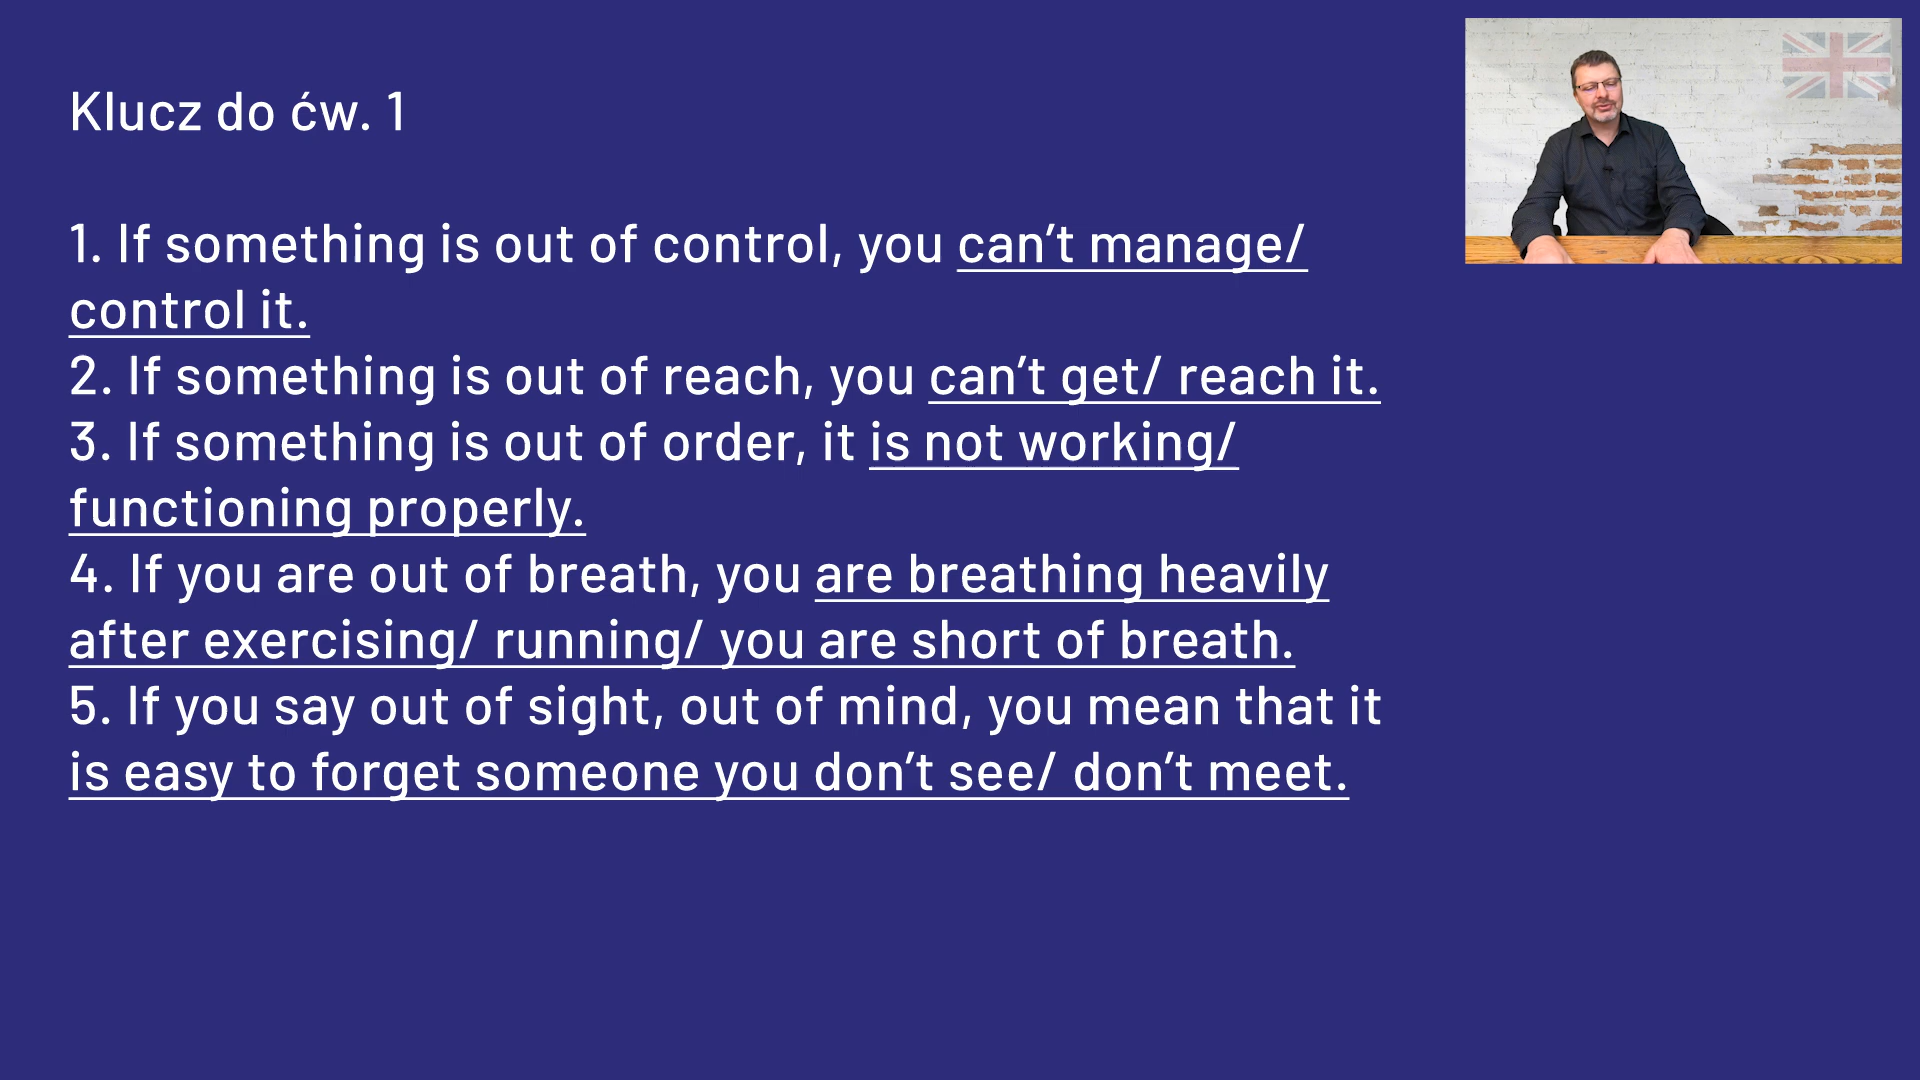 Klucz do ćw. 1
1. If something is out of control, you can’t manage/
control it.
2. If something is out of reach, you can’t get/ reach it.
3. If something is out of order, it is not working/
functioning properly.
4. If you are out of breath, you are breathing heavily
after exercising/ running/ you are short of breath.
5. If you say out of sight, out of mind, you mean that it
is easy to forget someone you don’t see/ don’t meet.